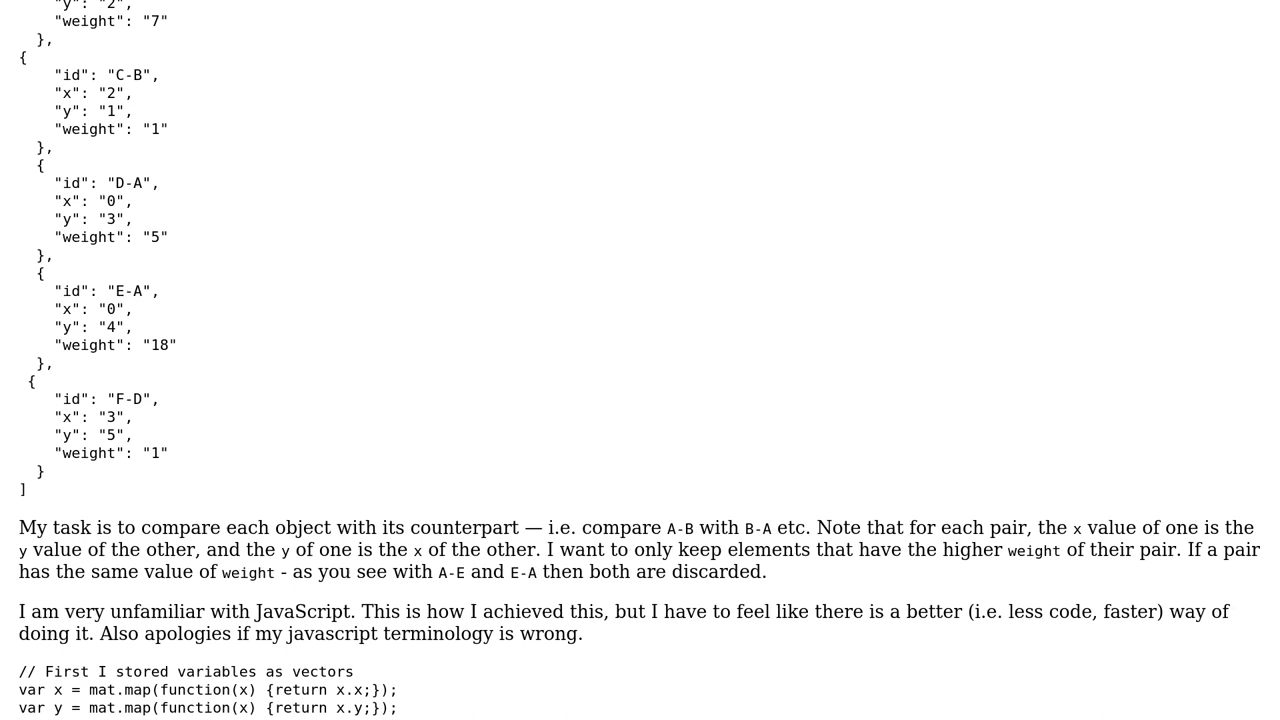 "y": "2",
"weight": "7"
},
{
"id": "C-B",
"x": "2",
"y": "1",
"weight": "1"
},
{
"id": "D-A",
"x": "0",
"y": "3",
"weight": "5"
},
{
"id": "E-A",
"x": "0",
"y": "4",
"weight": "18"
},
{
"id": "F-D",
"x": "3",
"y": "5",
"weight": "1"
}
]
My task is to compare each object with its counterpart — i.e. compare A-B with B-A etc. Note that for each pair, the x value of one is the
y value of the other, and the y of one is the x of the other. I want to only keep elements that have the higher weight of their pair. If a pair
has the same value of weight - as you see with A-E and E-A then both are discarded.
I am very unfamiliar with JavaScript. This is how I achieved this, but I have to feel like there is a better (i.e. less code, faster) way of
doing it. Also apologies if my javascript terminology is wrong.
// First I stored variables as vectors
var x = mat.map(function(x) {return x.x;});
var y = mat.map(function(x) {return x.y;});